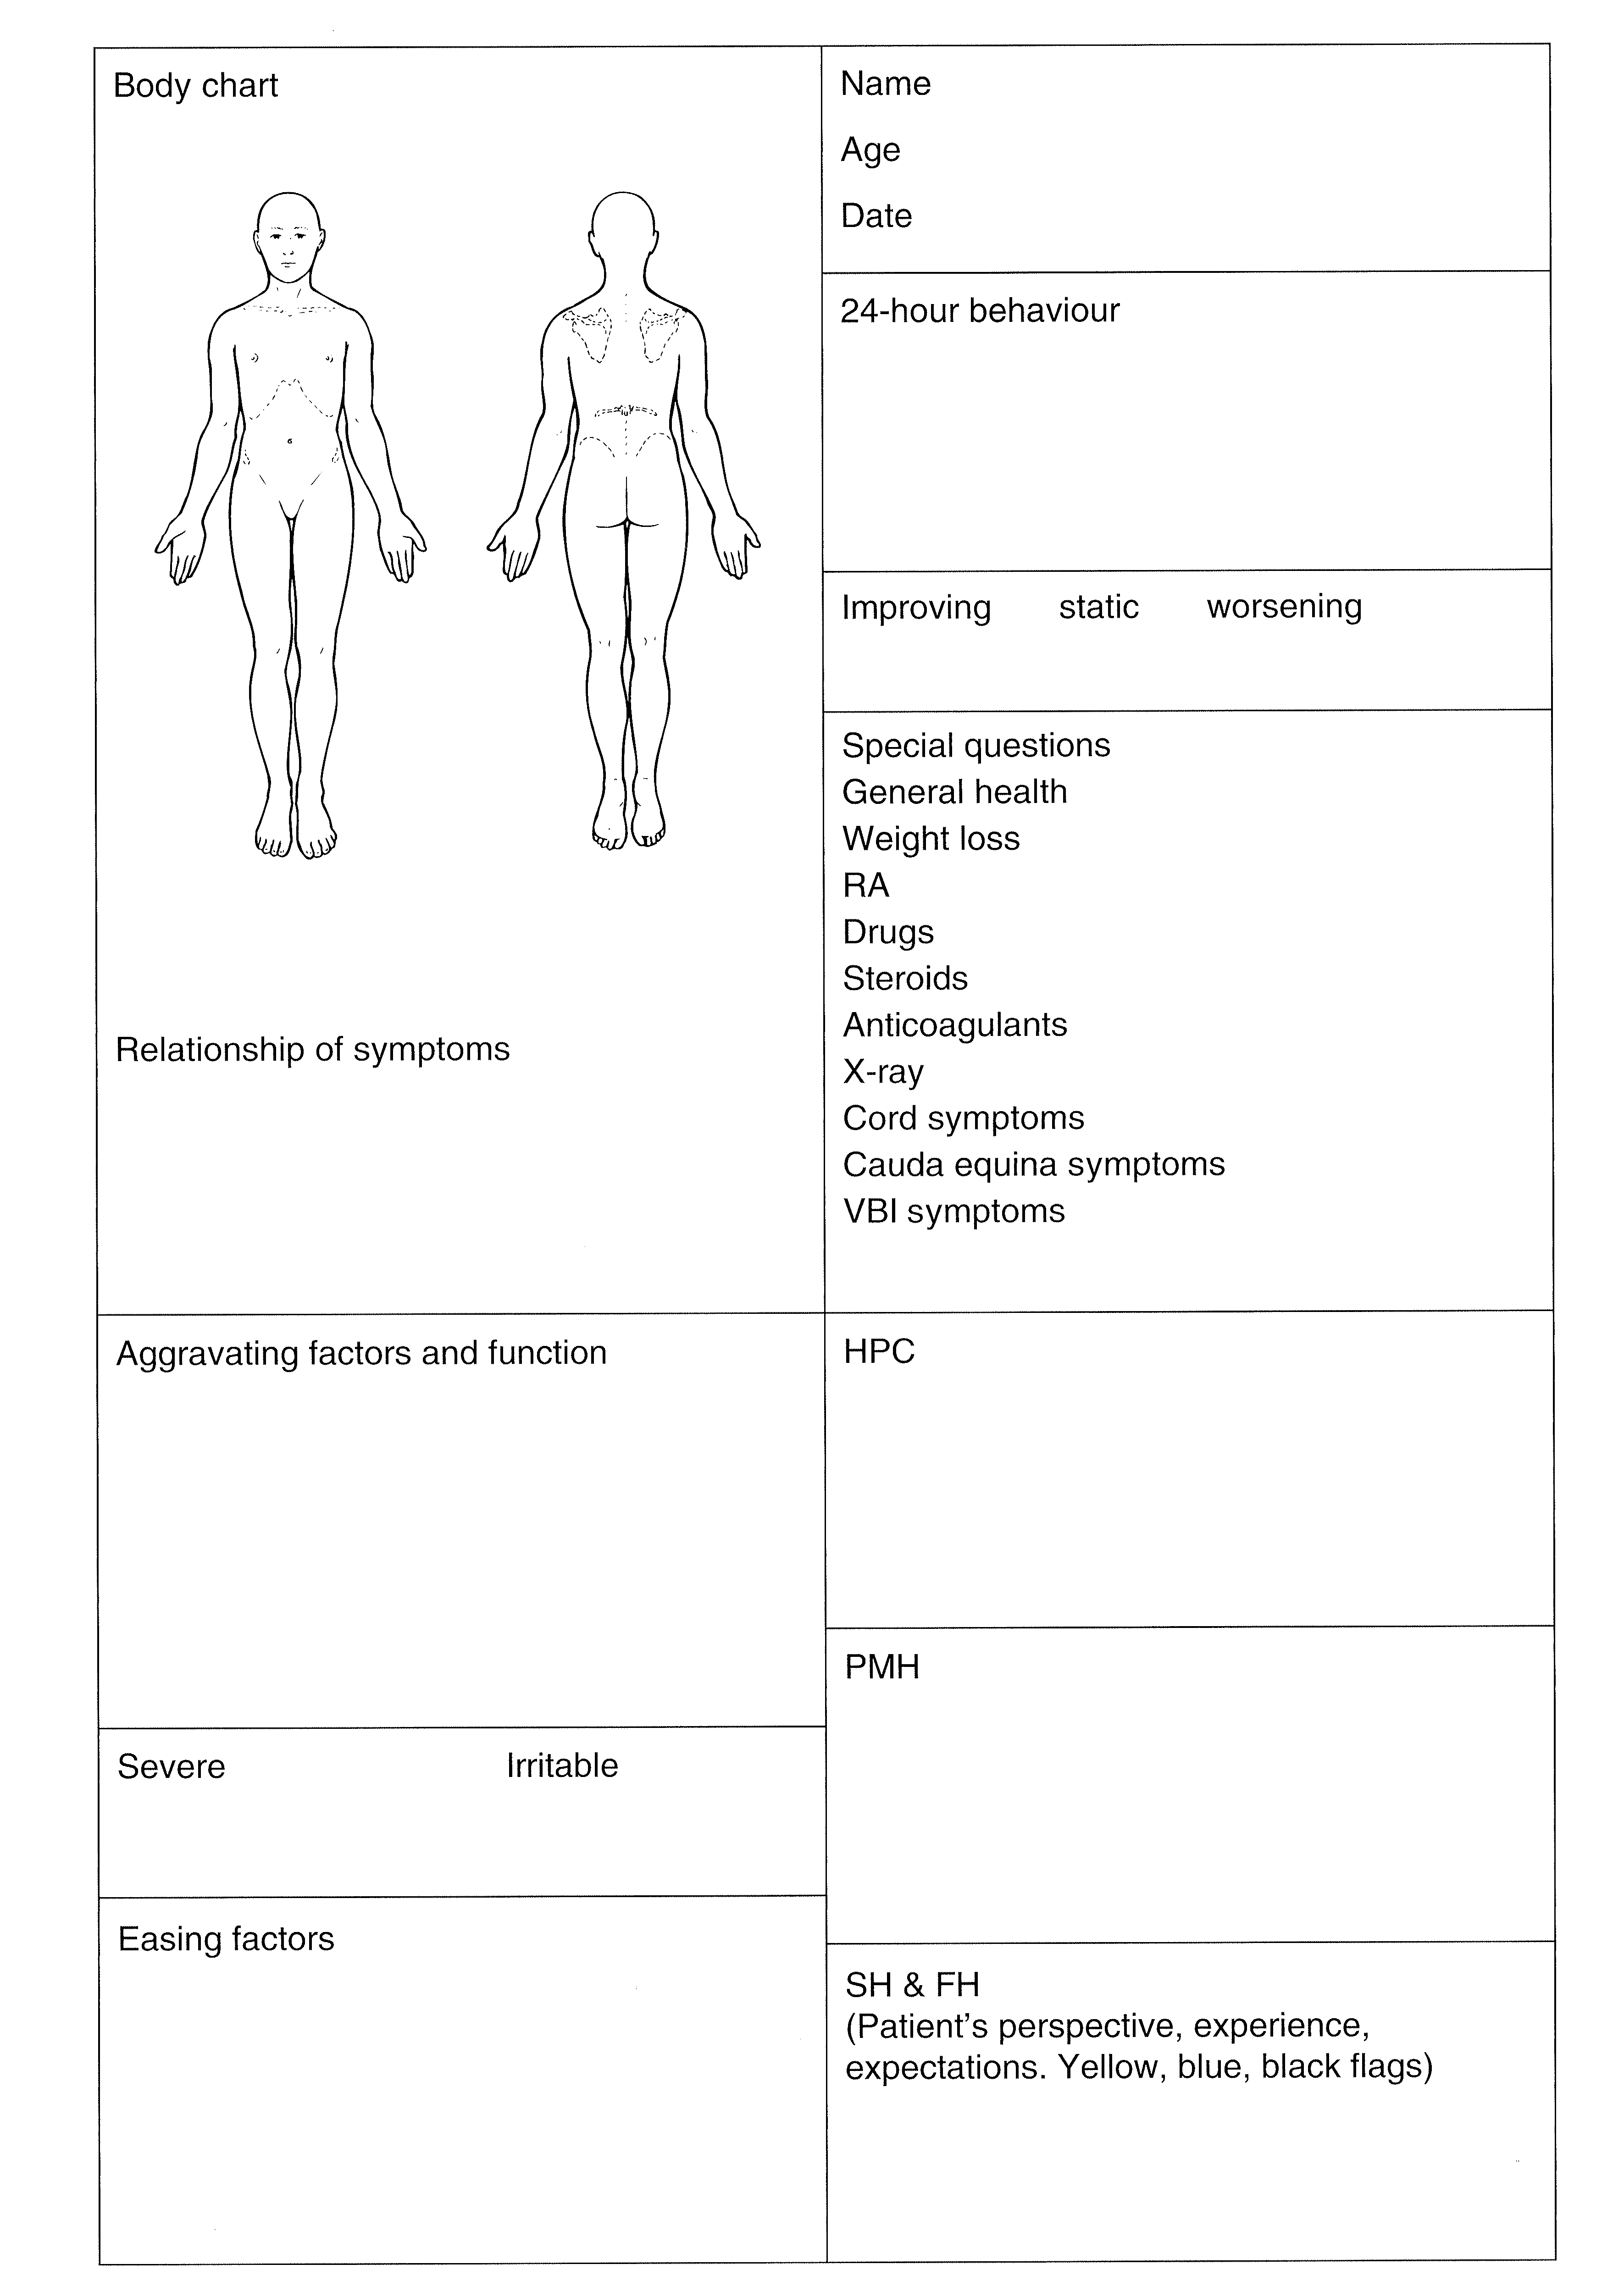 Body chart
Relationship of symptoms
Aggravating factors and function
Severe Irritable
Easing factors
Name
Age
Date
24-hour behaviour
Improving static worsening
Special questions
General health
Weight loss
RA
Drugs
Steroids
Anticoagulants
X-ray
Cord symptoms
Cauda equina symptoms
VBI symptoms
HPC
PMH
SH & FH
(Patient's perspective, experience,
expectations. Yellow, blue, black flags)